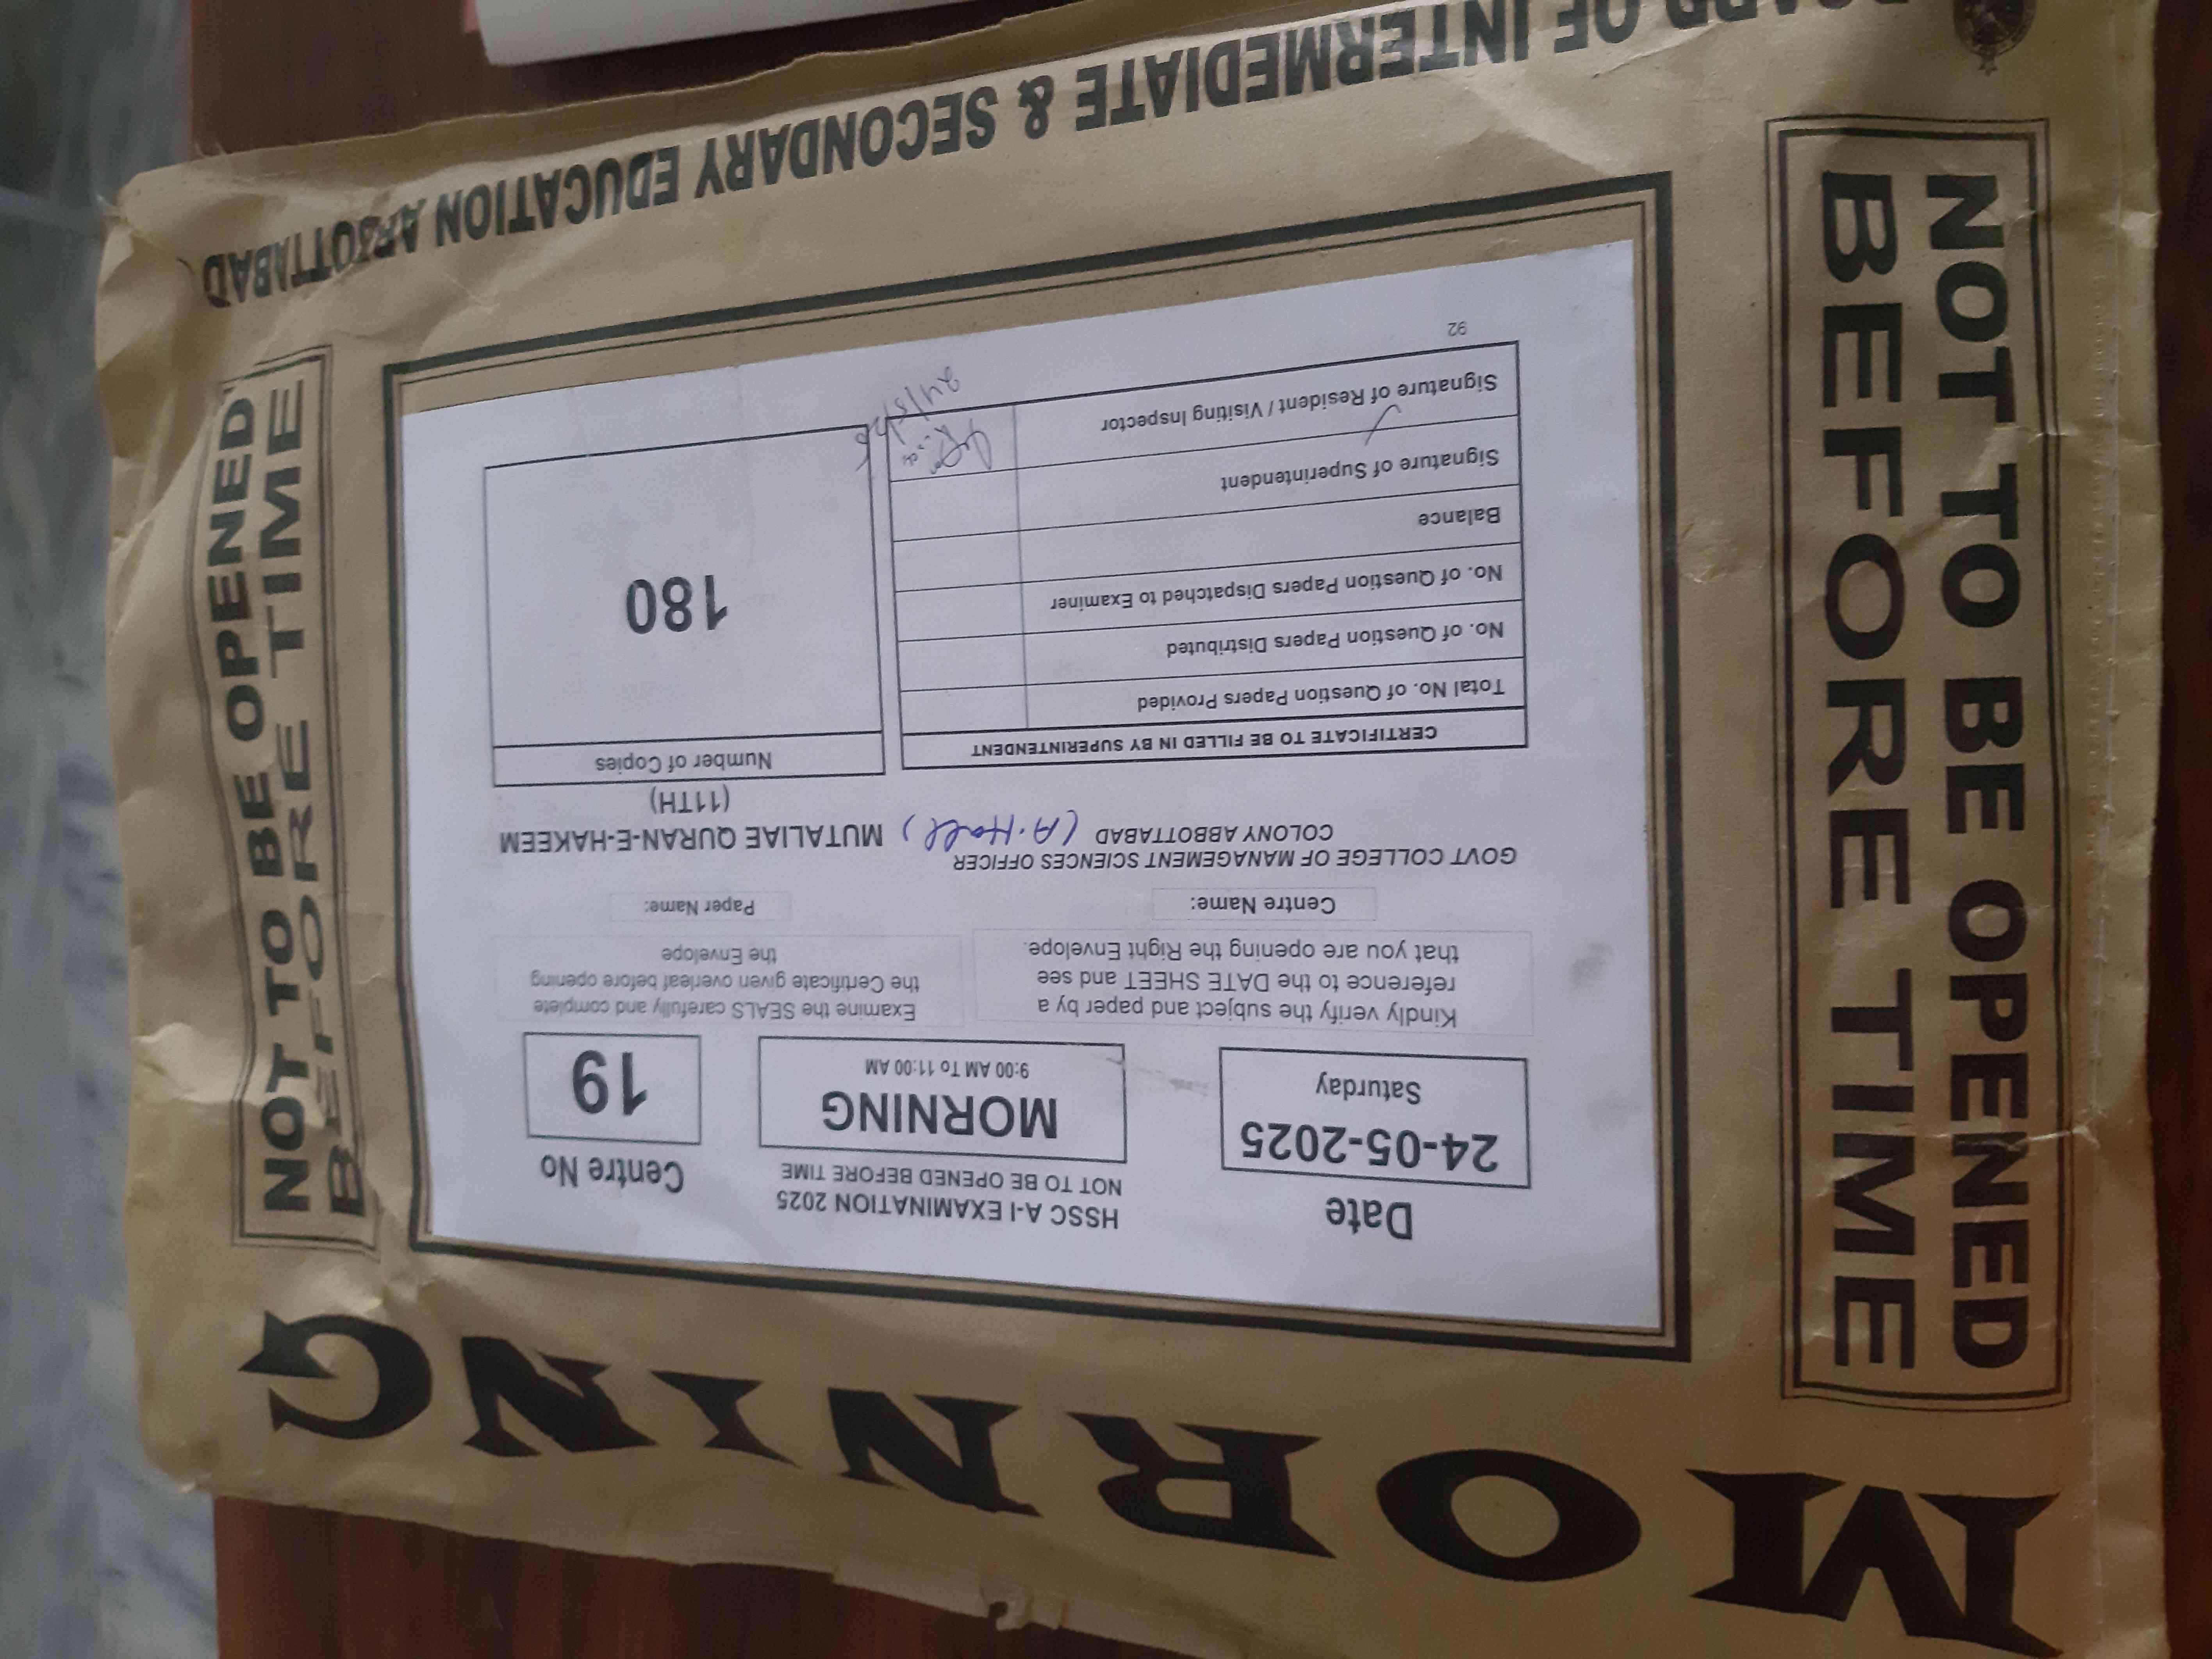 MORNING
NOT TO BE OPENED
BEFORE TIME
Date
24-05-2025
Saturday
HSSC A-I EXAMINATION 2025
NOT TO BE OPENED BEFORE TIME
MORNING
9:00 AM To 11:00 AM
Centre No
19
Kindly verify the subject and paper by a
reference to the DATE SHEET and see
that you are opening the Right Envelope.
Examine the SEALS carefully and complete
the Certificate given overleaf before opening
the Envelope
Centre Name:
GOVT COLLEGE OF MANAGEMENT SCIENCES OFFICER
COLONY ABBOTTABAD (A.Hall)
Paper Name:
MUTALIAE QURAN-E-HAKEEM
(11TH)
CERTIFICATE TO BE FILLED IN BY SUPERINTENDENT
Total No. of Question Papers Provided
No. of Question Papers Distributed
No. of Question Papers Dispatched to Examiner
Balance
Signature of Superintendent
Signature of Resident / Visiting Inspector
24/5/25
92
Number of Copies
180
NOT TO BE OPENED
BEFORE TIME
BOARD OF INTERMEDIATE & SECONDARY EDUCATION ABBOTTABAD